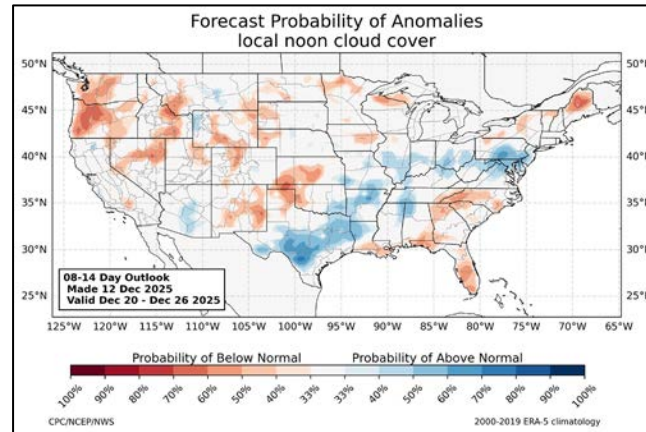 Forecast Probability of Anomalies
local noon cloud cover
50°N
50°N
45°N
45°N
40°N
40°N
35°N
35°N
30°N
30°N
25°N
25°N
08-14 Day Outlook
Made 12 Dec 2025
Valid Dec 20 - Dec 26 2025
125°W 120°W 115°W 110°W 105°W 100°W 95°W 90°W 85°W 80°W 75°W 70°W 65°W
Probability of Below Normal Probability of Above Normal
100% 90% 80% 70% 60% 50% 40% 33% 33% 40% 50% 60% 70% 80% 90% 100%
CPC/NCEP/NWS 2000-2019 ERA-5 climatology